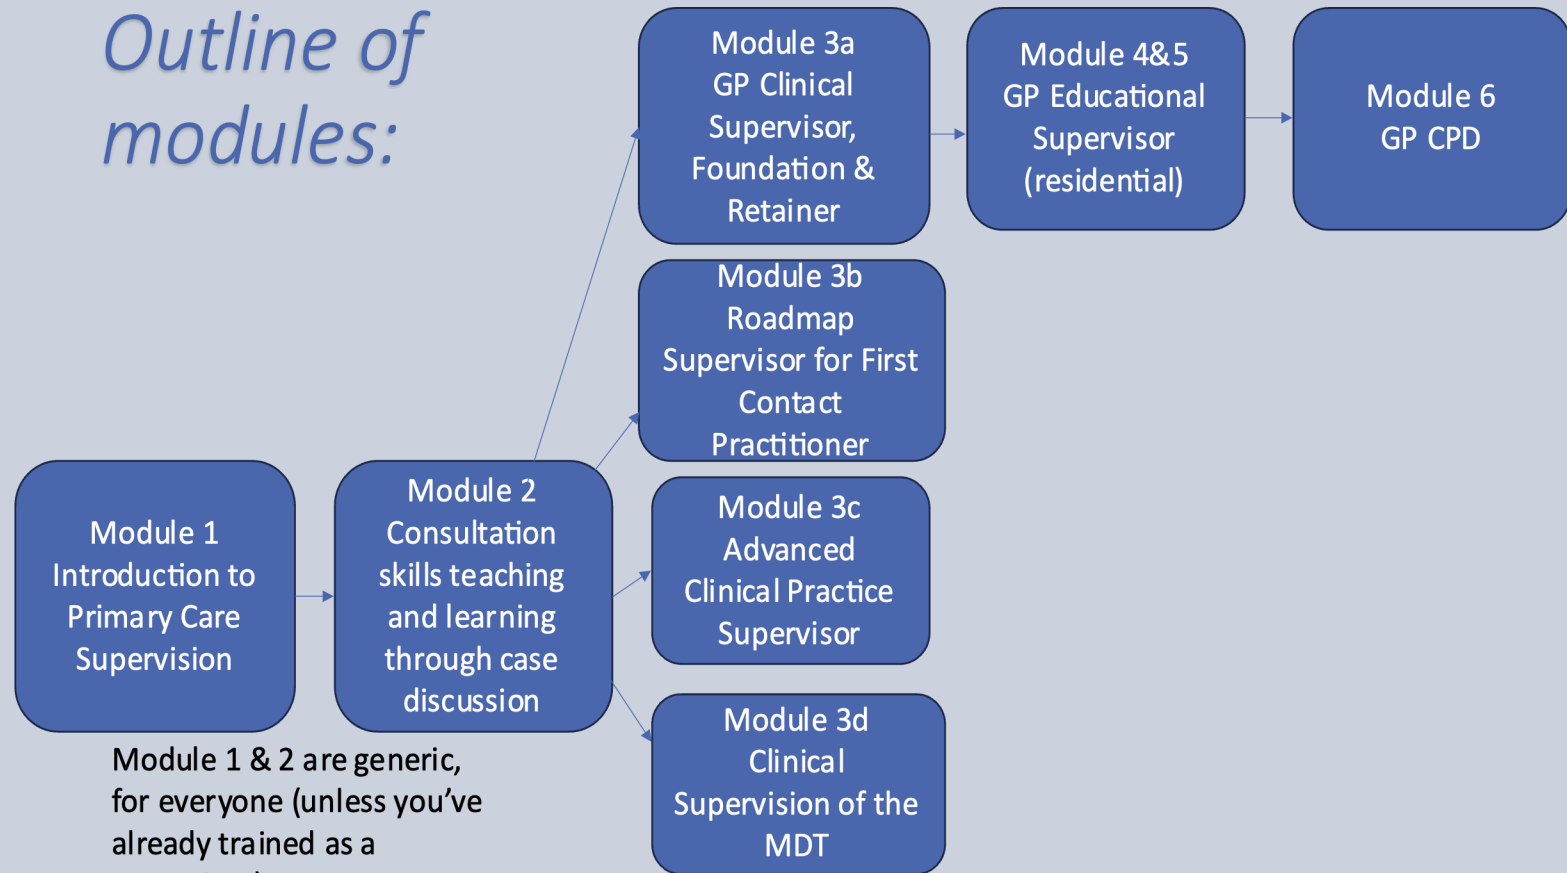 Outline of
modules:
Module 3a
GP Clinical
Supervisor,
Foundation &
Retainer
Module 4&5
GP Educational
Supervisor
(residential)
Module 6
GP CPD
Module 3b
Roadmap
Supervisor for First
Contact
Practitioner
Module 1
Introduction to
Primary Care
Supervision
Module 2
Consultation
skills teaching
and learning
through case
discussion
Module 3c
Advanced
Clinical Practice
Supervisor
Module 3d
Clinical
Supervision of the
MDT
Module 1 & 2 are generic,
for everyone (unless you’ve
already trained as a